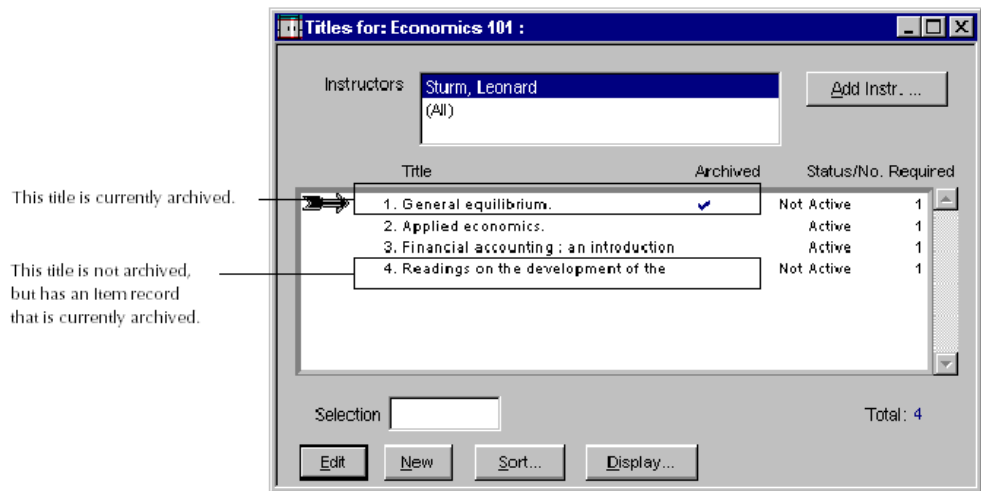 Titles for: Economics 101 :
Instructors
Sturm, Leonard
(All)
Add Instr. ...
Title Archived Status/No. Required
This title is currently archived.
1. General equilibrium. ✔ Not Active 1
2. Applied economics. Active 1
3. Financial accounting : an introduction Active 1
This title is not archived,
but has an Item record
that is currently archived.
4. Readings on the development of the Not Active 1
Selection
Total: 4
Edit New Sort... Display...